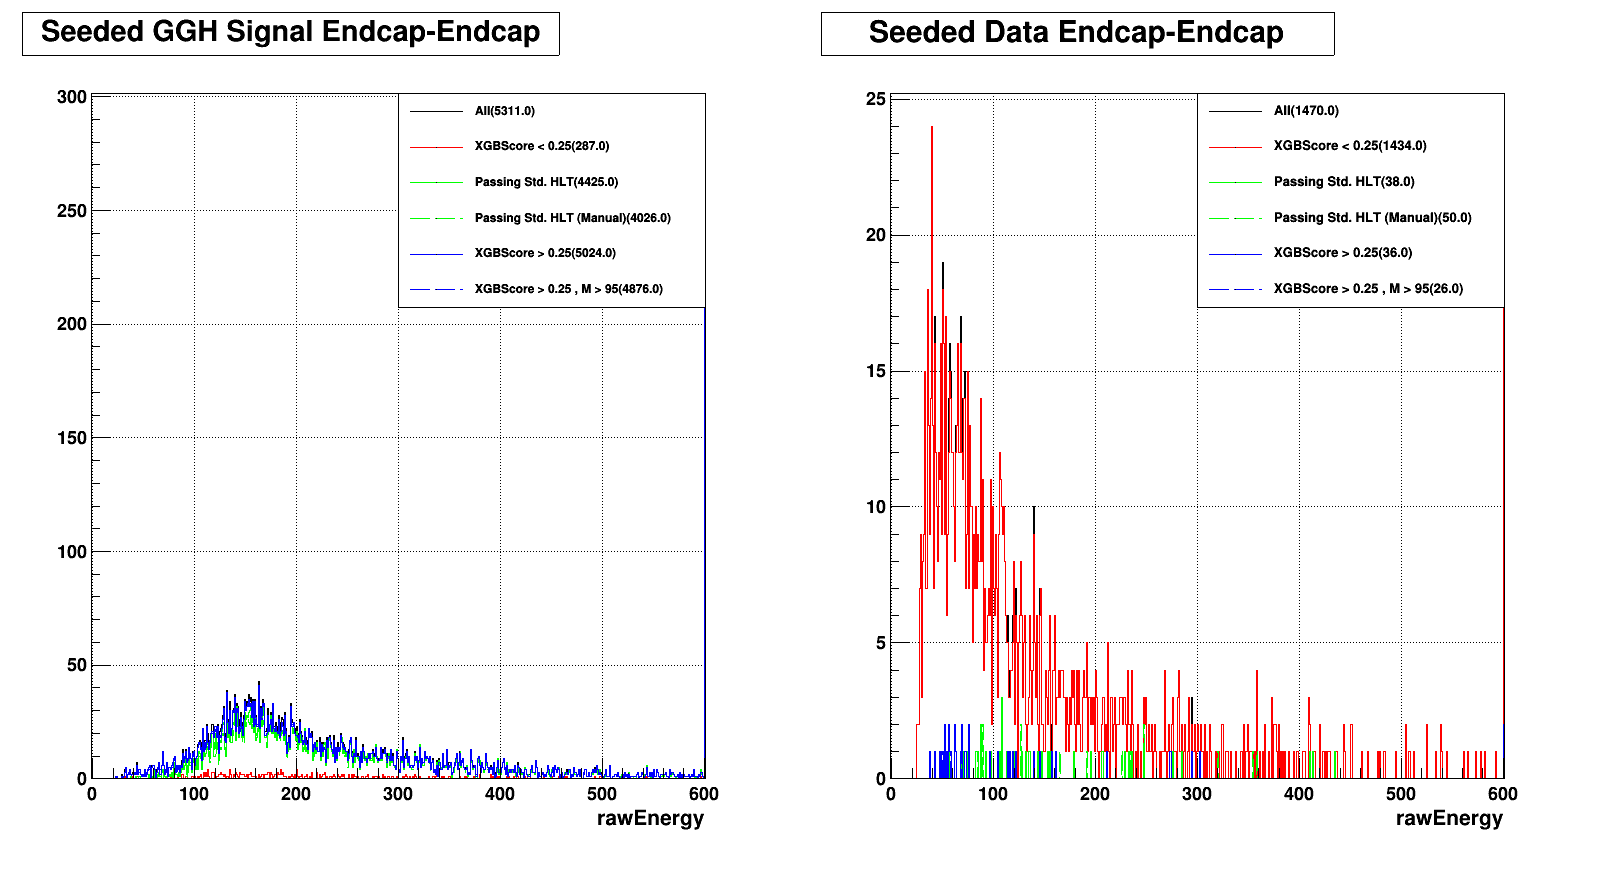 Seeded GGH Signal Endcap-Endcap
300
250
200
150
100
50
0
All(5311.0)
XGBScore < 0.25(287.0)
Passing Std. HLT(4425.0)
Passing Std. HLT (Manual)(4026.0)
XGBScore > 0.25(5024.0)
XGBScore > 0.25 , M > 95(4876.0)
0 100 200 300 400 500 600
rawEnergy
Seeded Data Endcap-Endcap
25
20
15
10
5
0
All(1470.0)
XGBScore < 0.25(1434.0)
Passing Std. HLT(38.0)
Passing Std. HLT (Manual)(50.0)
XGBScore > 0.25(36.0)
XGBScore > 0.25 , M > 95(26.0)
0 100 200 300 400 500 600
rawEnergy